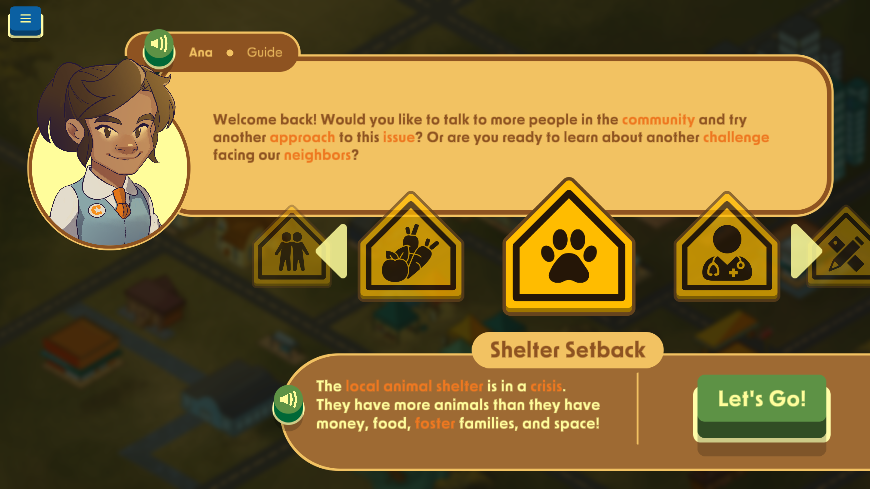 Ana • Guide
Welcome back! Would you like to talk to more people in the community and try
another approach to this issue? Or are you ready to learn about another challenge
facing our neighbors?
Shelter Setback
The local animal shelter is in a crisis.
They have more animals than they have
money, food, foster families, and space!
Let's Go!